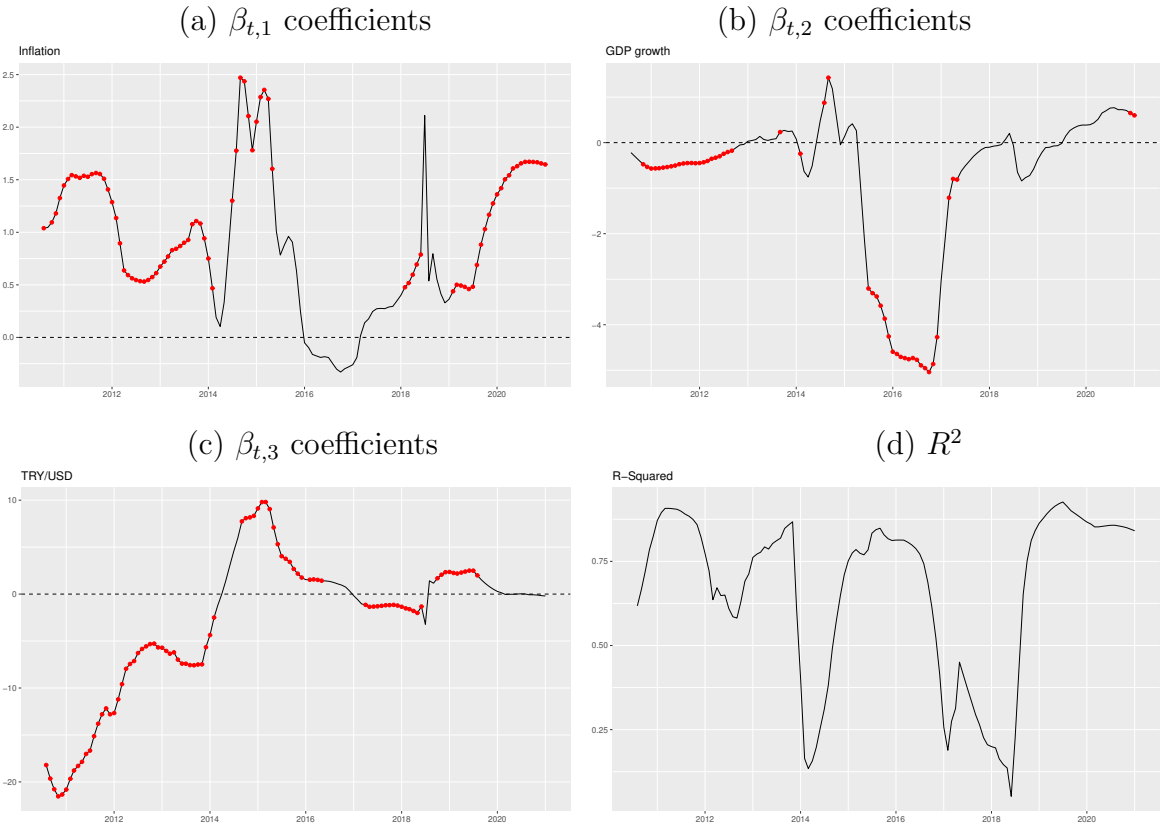 (a) β_{t,1} coefficients
Inflation
2.5
2.0
1.5
1.0
0.5
0.0
2012 2014 2016 2018 2020
(b) β_{t,2} coefficients
GDP growth
0
−2
−4
2012 2014 2016 2018 2020
(c) β_{t,3} coefficients
TRY/USD
10
0
−10
−20
2012 2014 2016 2018 2020
(d) R²
R−Squared
0.75
0.50
0.25
2012 2014 2016 2018 2020